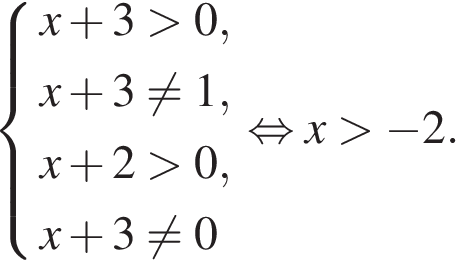 x + 3 > 0,
x + 3 ≠ 1,
x + 2 > 0,
x + 3 ≠ 0
⇔ x > −2.